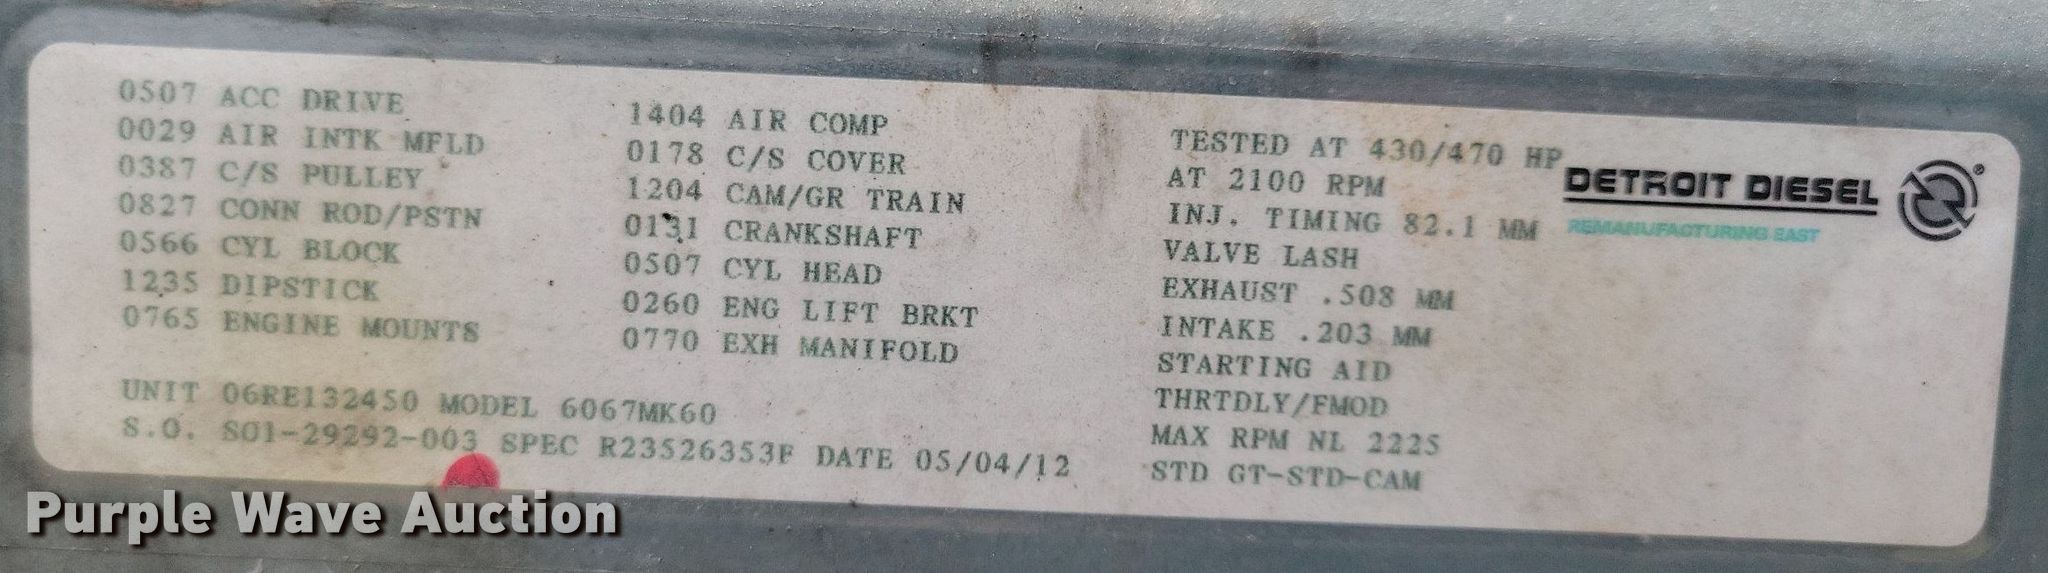 0507 ACC DRIVE
0029 AIR INTK MFLD
0387 C/S PULLEY
0827 CONN ROD/PSTN
0566 CYL BLOCK
1235 DIPSTICK
0765 ENGINE MOUNTS
1404 AIR COMP
0178 C/S COVER
1204 CAM/GR TRAIN
0131 CRANKSHAFT
0507 CYL HEAD
0260 ENG LIFT BRKT
0770 EXH MANIFOLD
UNIT 06RE132450 MODEL 6067MK60
S.O. S01-29292-003 SPEC R23526353F DATE 05/04/12
TESTED AT 430/470 HP
AT 2100 RPM
INJ. TIMING 82.1 MM
VALVE LASH
EXHAUST .508 MM
INTAKE .203 MM
STARTING AID
THRTDLY/FMOD
MAX RPM NL 2225
STD GT-STD-CAM
DETROIT DIESEL ®
REMANUFACTURING EAST
Purple Wave Auction